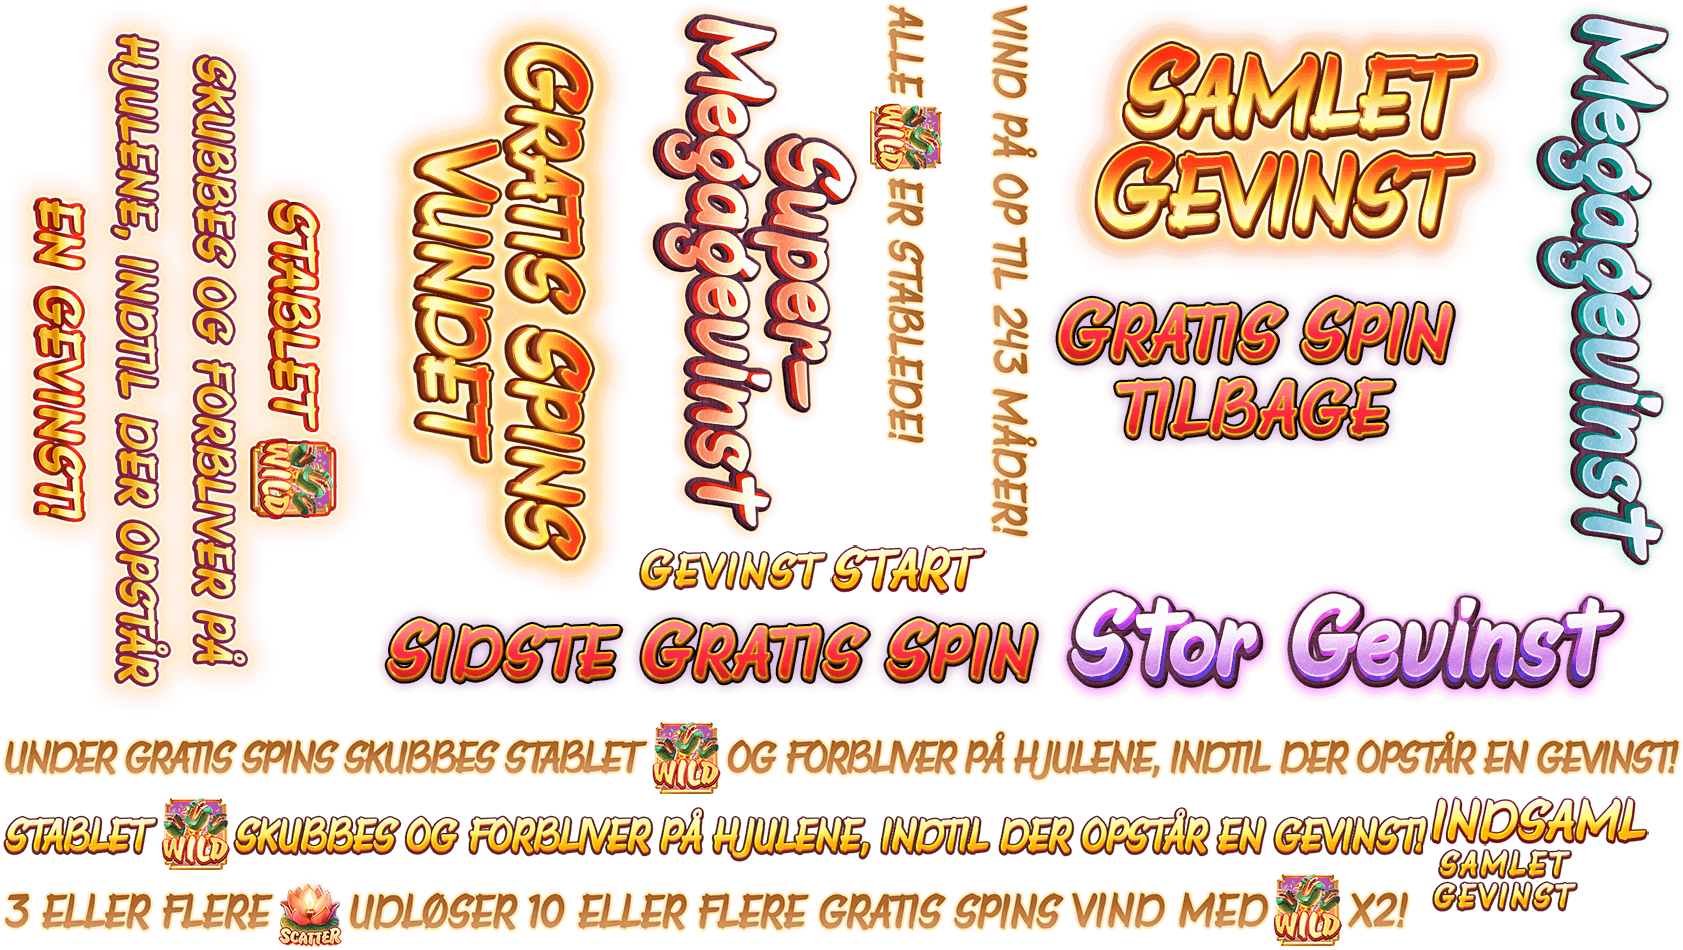 STABLET WILD
SKUBBES OG FORBLIVER PÅ
HJULENE, INDTIL DER OPSTÅR
EN GEVINST!
GRATIS SPINS
VUNDET
Super-
Megagevinst
ALLE WILD ER STABLEDE!
VIND PÅ OP TIL 243 MÅDER!
SAMLET
GEVINST
GRATIS SPIN
TILBAGE
Megagevinst
GEVINST START
SIDSTE GRATIS SPIN
Stor Gevinst
UNDER GRATIS SPINS SKUBBES STABLET WILD OG FORBLIVER PÅ HJULENE, INDTIL DER OPSTÅR EN GEVINST!
STABLET WILD SKUBBES OG FORBLIVER PÅ HJULENE, INDTIL DER OPSTÅR EN GEVINST!
INDSAML
SAMLET
GEVINST
3 ELLER FLERE SCATTER UDLØSER 10 ELLER FLERE GRATIS SPINS
VIND MED WILD X2!